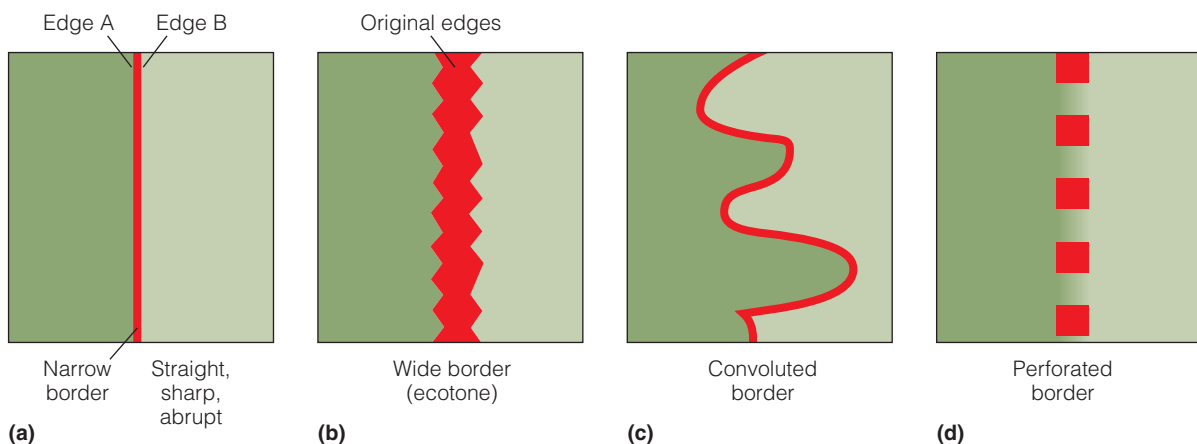 Edge A
Edge B
Original edges
Narrow
border
Straight,
sharp,
abrupt
Wide border
(ecotone)
Convoluted
border
Perforated
border
(a)
(b)
(c)
(d)